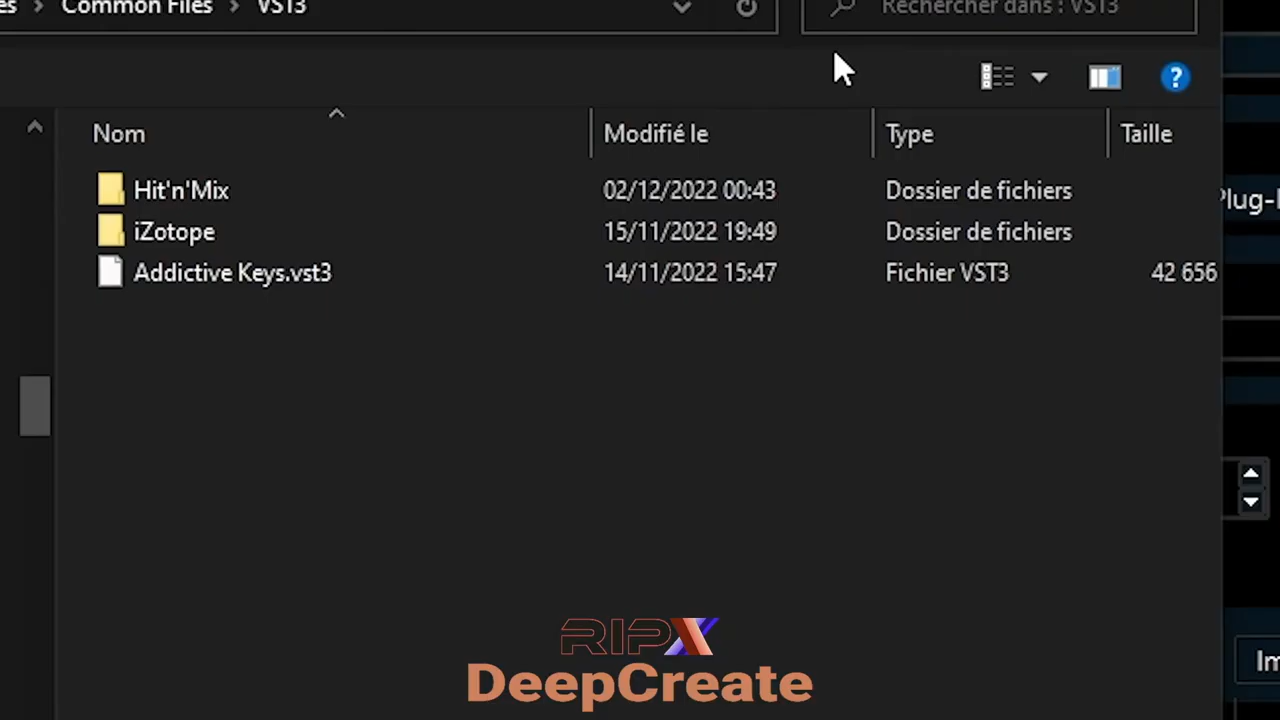 Common Files > VST3
Rechercher dans : VST3
Nom Modifié le Type Taille
Hit'n'Mix 02/12/2022 00:43 Dossier de fichiers
iZotope 15/11/2022 19:49 Dossier de fichiers
Addictive Keys.vst3 14/11/2022 15:47 Fichier VST3 42 656
RIPX
DeepCreate